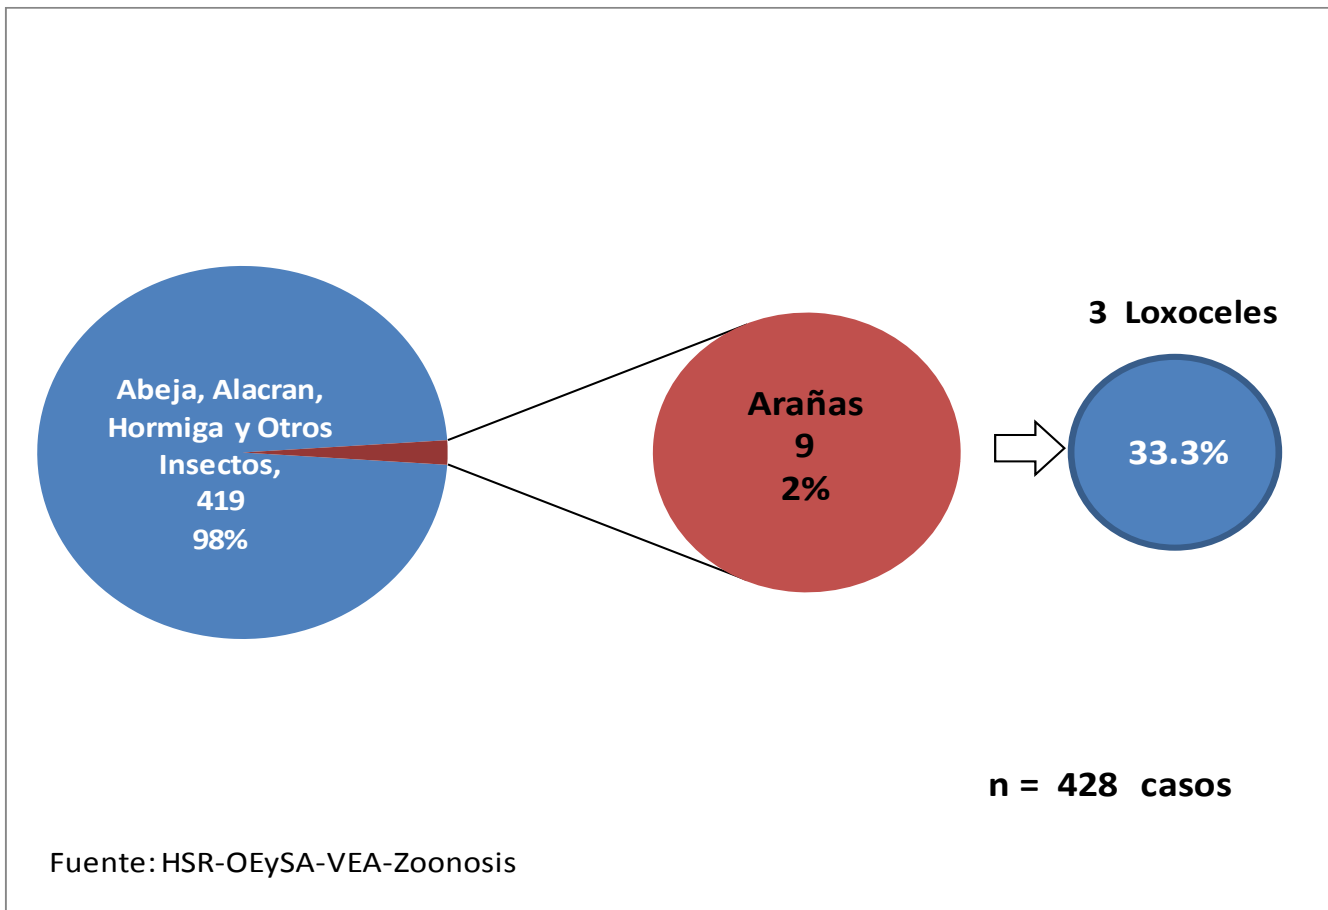 Abeja, Alacran,
Hormiga y Otros
Insectos,
419
98%
Arañas
9
2%
3 Loxoceles
33.3%
n = 428 casos
Fuente: HSR-OEySA-VEA-Zoonosis